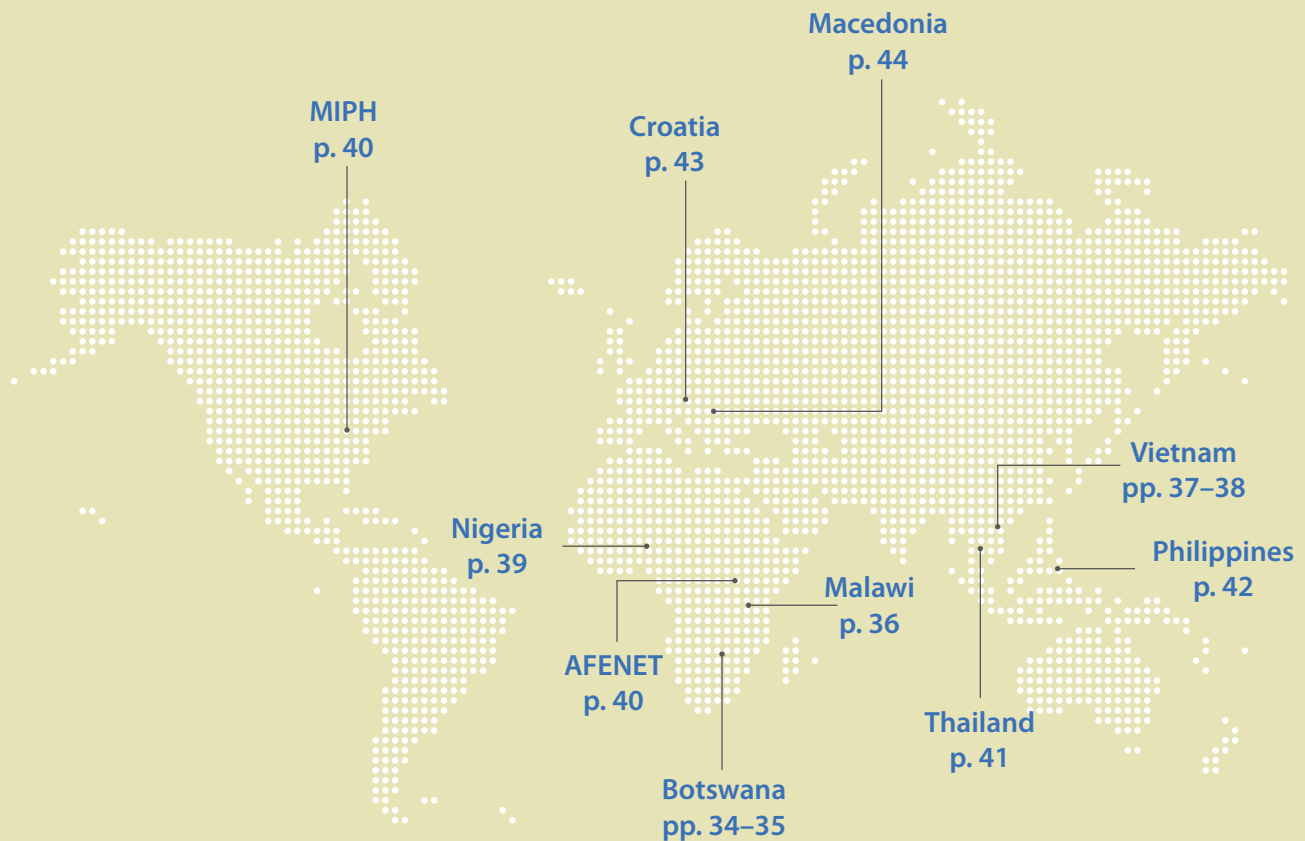 Macedonia
p. 44
MIPH
p. 40
Croatia
p. 43
Vietnam
pp. 37–38
Nigeria
p. 39
Philippines
p. 42
Malawi
p. 36
AFENET
p. 40
Thailand
p. 41
Botswana
pp. 34–35